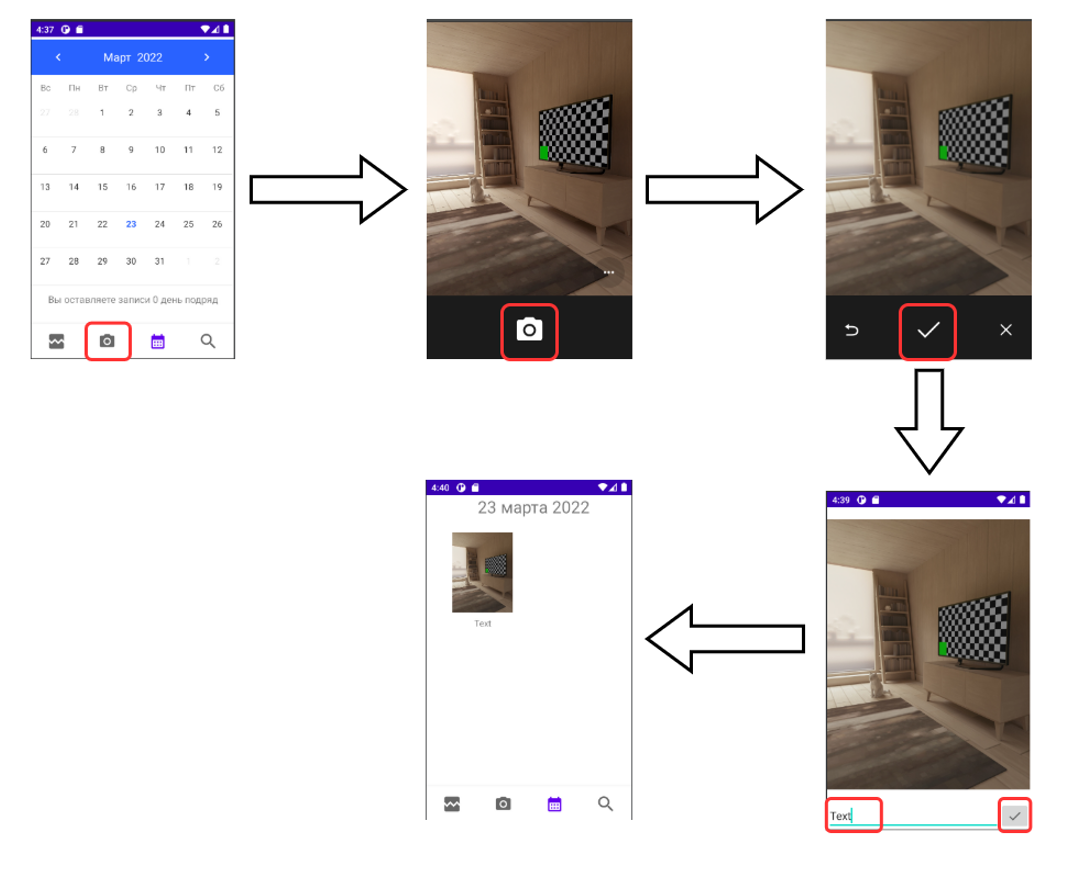 4:37
Март 2022
Вс Пн Вт Ср Чт Пт Сб
27 28 1 2 3 4 5
6 7 8 9 10 11 12
13 14 15 16 17 18 19
20 21 22 23 24 25 26
27 28 29 30 31 1 2
Вы оставляете записи 0 день подряд
4:39
Text
4:40
23 марта 2022
Text